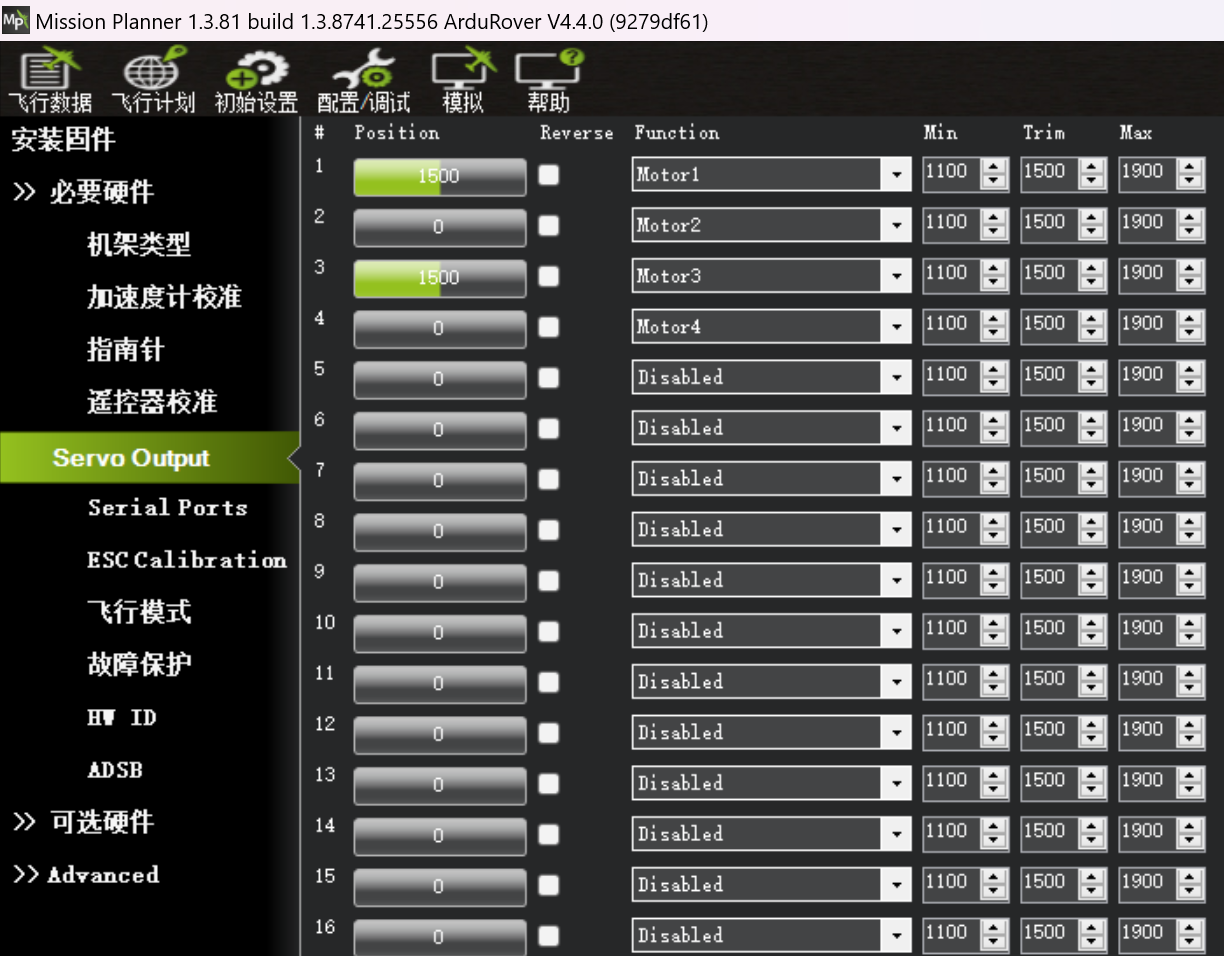 Mp Mission Planner 1.3.81 build 1.3.8741.25556 ArduRover V4.4.0 (9279df61)
飞行数据 飞行计划 初始设置 配置/调试 模拟 帮助
安装固件
>> 必要硬件
机架类型
加速度计校准
指南针
遥控器校准
Servo Output
Serial Ports
ESC Calibration
飞行模式
故障保护
HW ID
ADSB
>> 可选硬件
>> Advanced
# Position Reverse Function Min Trim Max
1 1500 Motor1 1100 1500 1900
2 0 Motor2 1100 1500 1900
3 1500 Motor3 1100 1500 1900
4 0 Motor4 1100 1500 1900
5 0 Disabled 1100 1500 1900
6 0 Disabled 1100 1500 1900
7 0 Disabled 1100 1500 1900
8 0 Disabled 1100 1500 1900
9 0 Disabled 1100 1500 1900
10 0 Disabled 1100 1500 1900
11 0 Disabled 1100 1500 1900
12 0 Disabled 1100 1500 1900
13 0 Disabled 1100 1500 1900
14 0 Disabled 1100 1500 1900
15 0 Disabled 1100 1500 1900
16 0 Disabled 1100 1500 1900